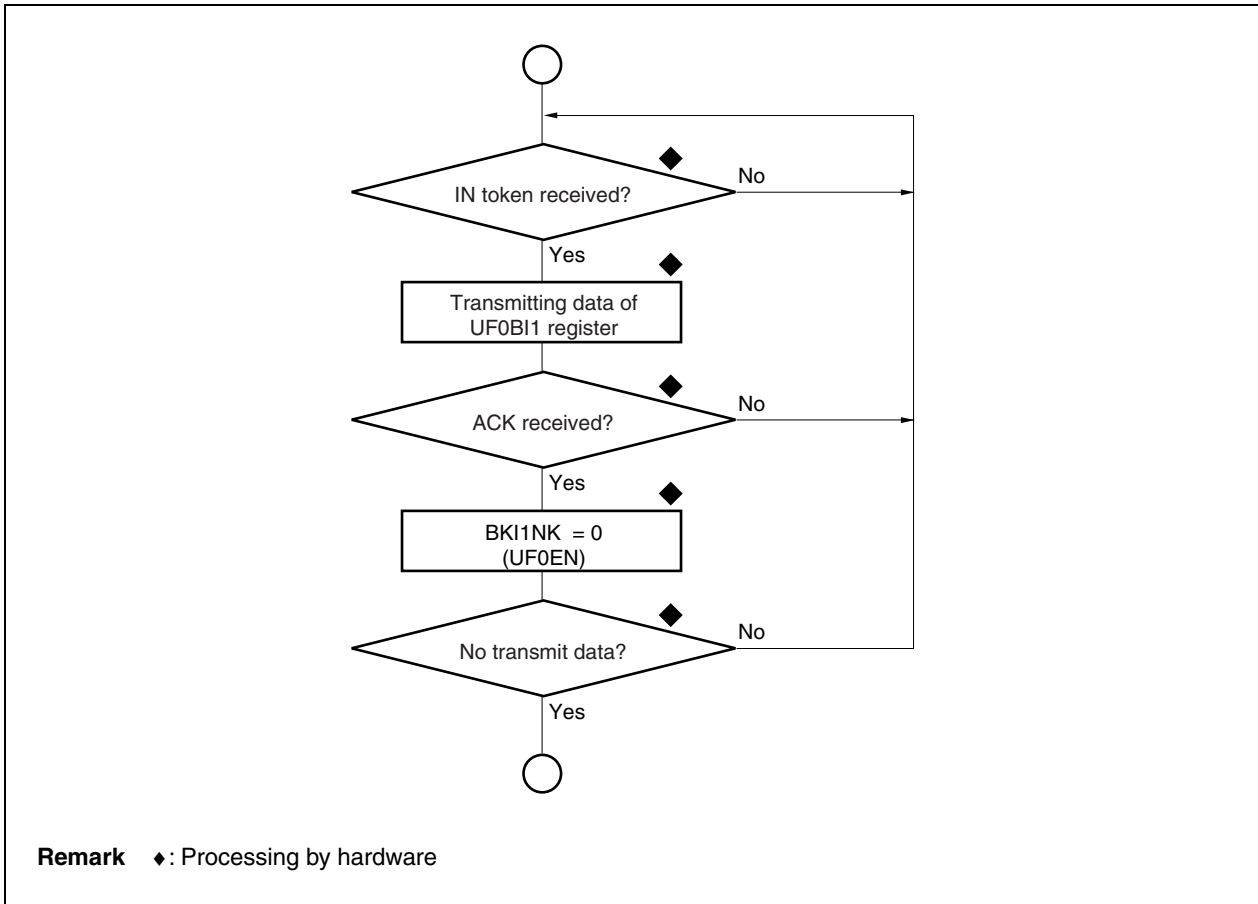 IN token received?
No
Yes
Transmitting data of
UF0BI1 register
ACK received?
No
Yes
BKI1NK = 0
(UF0EN)
No transmit data?
No
Yes
Remark ♦: Processing by hardware